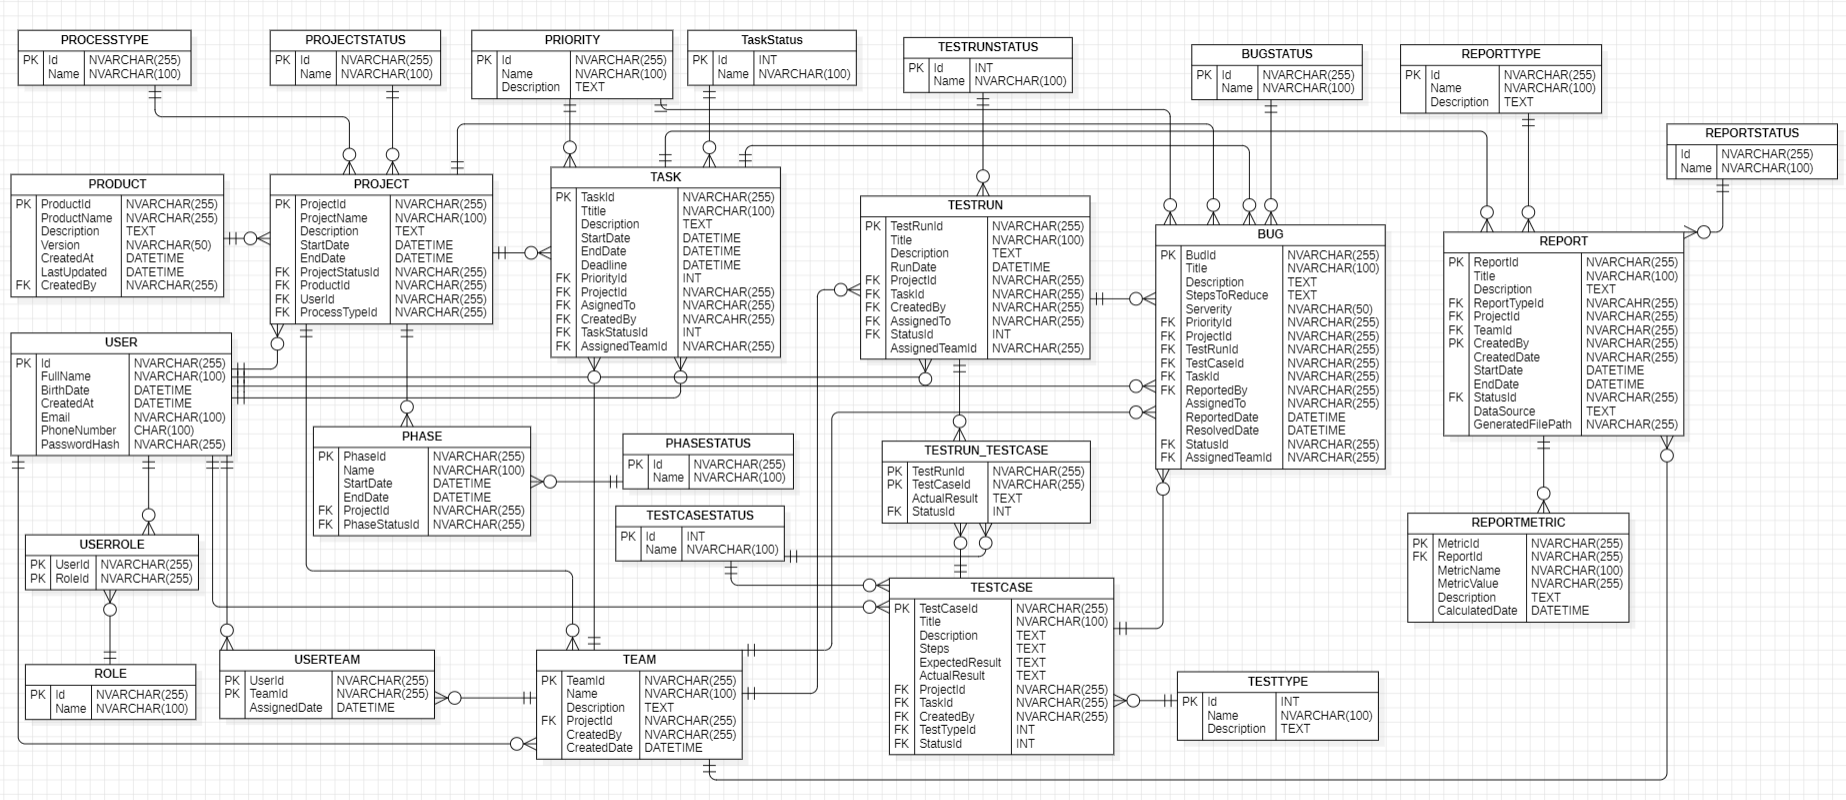 PROCESSTYPE
PK Id NVARCHAR(255)
Name NVARCHAR(100)
PROJECTSTATUS
PK Id NVARCHAR(255)
Name NVARCHAR(100)
PRIORITY
PK Id NVARCHAR(255)
Name NVARCHAR(100)
Description TEXT
TaskStatus
PK Id INT
Name NVARCHAR(100)
TESTRUNSTATUS
PK Id INT
Name NVARCHAR(100)
BUGSTATUS
PK Id NVARCHAR(255)
Name NVARCHAR(100)
REPORTTYPE
PK Id NVARCHAR(255)
Name NVARCHAR(100)
Description TEXT
REPORTSTATUS
Id NVARCHAR(255)
Name NVARCHAR(100)
PRODUCT
PK ProductId NVARCHAR(255)
ProductName NVARCHAR(255)
Description TEXT
Version NVARCHAR(50)
CreatedAt DATETIME
LastUpdated DATETIME
FK CreatedBy NVARCHAR(255)
PROJECT
PK ProjectId NVARCHAR(255)
ProjectName NVARCHAR(100)
Description TEXT
StartDate DATETIME
EndDate DATETIME
FK ProjectStatusId NVARCHAR(255)
FK ProductId NVARCHAR(255)
FK UserId NVARCHAR(255)
FK ProcessTypeId NVARCHAR(255)
TASK
PK TaskId NVARCHAR(255)
Ttitle NVARCHAR(100)
Description TEXT
StartDate DATETIME
EndDate DATETIME
Deadline DATETIME
FK PriorityId INT
FK ProjectId NVARCHAR(255)
FK AsignedTo NVARCHAR(255)
FK CreatedBy NVARCAHR(255)
FK TaskStatusId INT
FK AssignedTeamId NVARCHAR(255)
TESTRUN
PK TestRunId NVARCHAR(255)
Title NVARCHAR(100)
Description TEXT
RunDate DATETIME
FK ProjectId NVARCHAR(255)
FK TaskId NVARCHAR(255)
FK CreatedBy NVARCHAR(255)
FK AssignedTo NVARCHAR(255)
FK StatusId INT
AssignedTeamId NVARCHAR(255)
BUG
PK BudId NVARCHAR(255)
Title NVARCHAR(100)
Description TEXT
StepsToReduce TEXT
Serverity NVARCHAR(50)
FK PriorityId NVARCHAR(255)
FK ProjectId NVARCHAR(255)
FK TestRunId NVARCHAR(255)
FK TestCaseId NVARCHAR(255)
FK TaskId NVARCHAR(255)
FK ReportedBy NVARCHAR(255)
AssignedTo NVARCHAR(255)
ReportedDate DATETIME
ResolvedDate DATETIME
FK StatusId NVARCHAR(255)
FK AssignedTeamId NVARCHAR(255)
REPORT
PK ReportId NVARCHAR(255)
Title NVARCHAR(100)
Description TEXT
FK ReportTypeId NVARCAHR(255)
FK ProjectId NVARCHAR(255)
FK TeamId NVARCHAR(255)
PK CreatedBy NVARCHAR(255)
CreatedDate NVARCHAR(255)
StartDate DATETIME
EndDate DATETIME
FK StatusId NVARCHAR(255)
DataSource TEXT
GeneratedFilePath NVARCHAR(255)
USER
PK Id NVARCHAR(255)
FullName NVARCHAR(100)
BirthDate DATETIME
CreatedAt DATETIME
Email NVARCHAR(100)
PhoneNumber CHAR(100)
PasswordHash NVARCHAR(255)
PHASE
PK PhaseId NVARCHAR(255)
Name NVARCHAR(100)
StartDate DATETIME
EndDate DATETIME
FK ProjectId NVARCHAR(255)
FK PhaseStatusId NVARCHAR(255)
PHASESTATUS
PK Id NVARCHAR(255)
Name NVARCHAR(100)
TESTRUN_TESTCASE
PK TestRunId NVARCHAR(255)
PK TestCaseId NVARCHAR(255)
ActualResult TEXT
FK StatusId INT
TESTCASESTATUS
PK Id INT
Name NVARCHAR(100)
REPORTMETRIC
PK MetricId NVARCHAR(255)
FK ReportId NVARCHAR(255)
MetricName NVARCHAR(100)
MetricValue NVARCHAR(255)
Description TEXT
CalculatedDate DATETIME
USERROLE
PK UserId NVARCHAR(255)
PK RoleId NVARCHAR(255)
TESTCASE
PK TestCaseId NVARCHAR(255)
Title NVARCHAR(100)
Description TEXT
Steps TEXT
ExpectedResult TEXT
ActualResult TEXT
FK ProjectId NVARCHAR(255)
FK TaskId NVARCHAR(255)
FK CreatedBy NVARCHAR(255)
FK TestTypeId INT
FK StatusId INT
ROLE
PK Id NVARCHAR(255)
Name NVARCHAR(100)
USERTEAM
PK UserId NVARCHAR(255)
PK TeamId NVARCHAR(255)
AssignedDate DATETIME
TEAM
PK TeamId NVARCHAR(255)
Name NVARCHAR(100)
Description TEXT
FK ProjectId NVARCHAR(255)
CreatedBy NVARCHAR(255)
CreatedDate DATETIME
TESTTYPE
PK Id INT
Name NVARCHAR(100)
Description TEXT